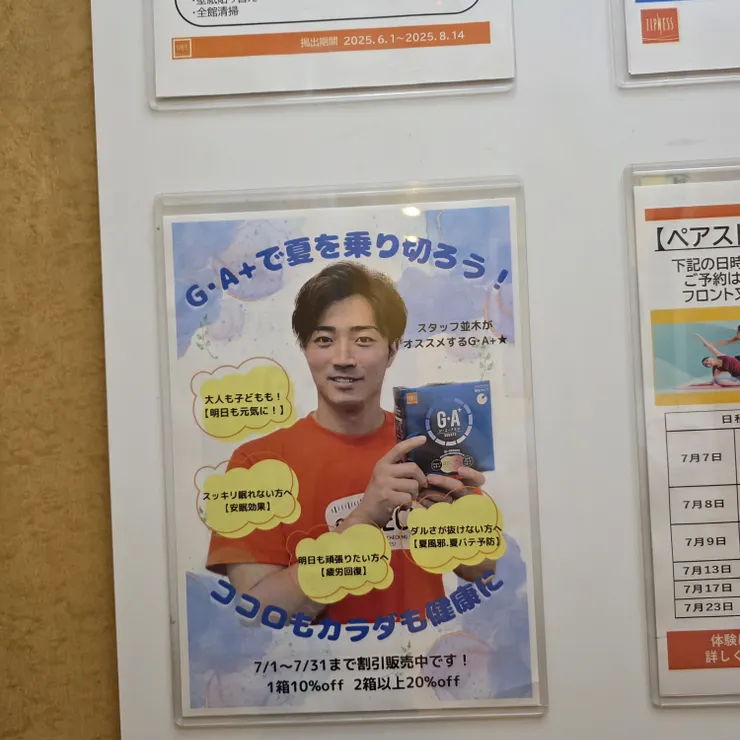 ・全館清掃
掲出期間 2025.6.1～2025.8.14
TIPNESS
G・A+で夏を乗り切ろう！
スタッフ並木が
オススメするG・A+★
大人も子どもも！
【明日も元気に！】
G・A+
スッキリ眠れない方へ
【安眠効果】
ダルさが抜けない方へ
【夏風邪.夏バテ予防】
明日も頑張りたい方へ
【疲労回復】
ココロもカラダも健康に
7/1～7/31まで割引販売中です！
1箱10%off 2箱以上20%off
【ペアスト
下記の日時
ご予約は
フロント
7月7日
7月8日
7月9日
7月13日
7月17日
7月23日
体験
詳しく